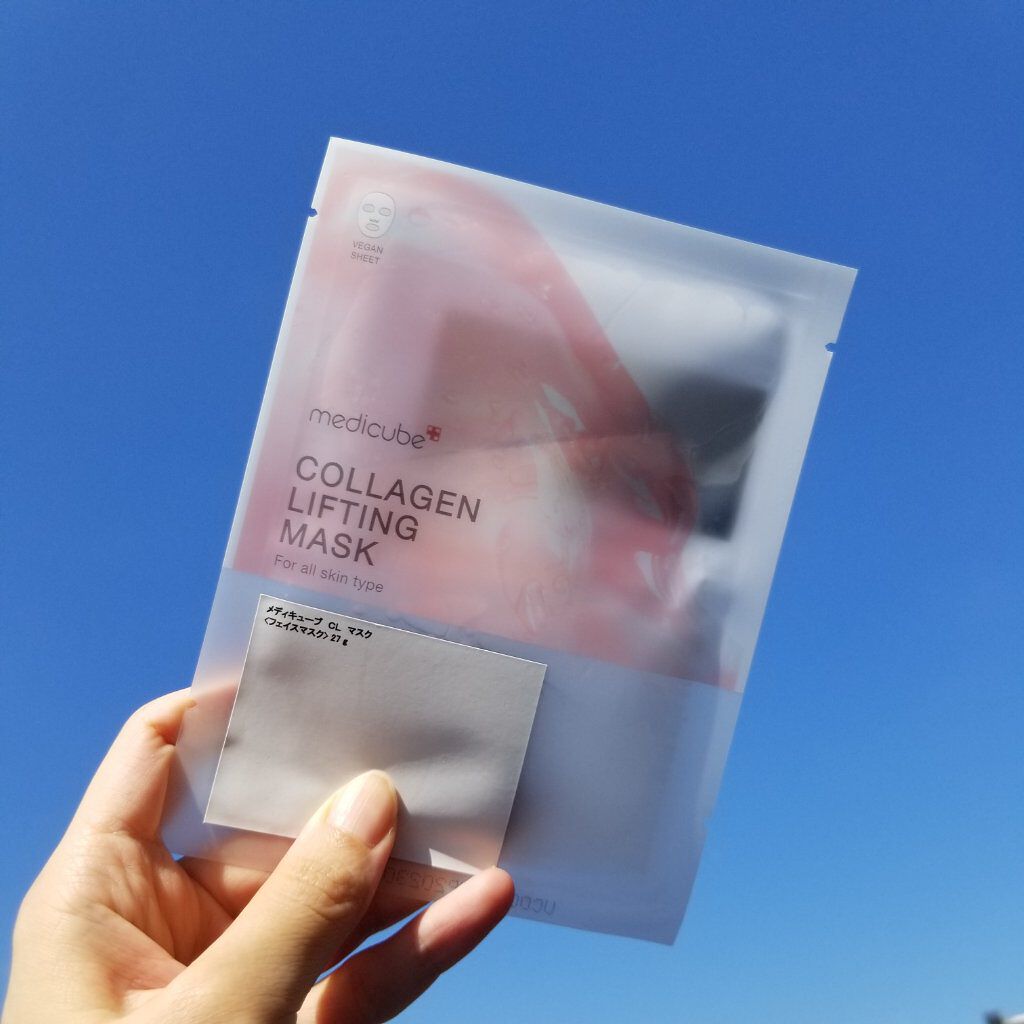 VEGAN
SHEET
medicube
COLLAGEN
LIFTING
MASK
For all skin type
メディキューブ CL マスク
<フェイスマスク>27g